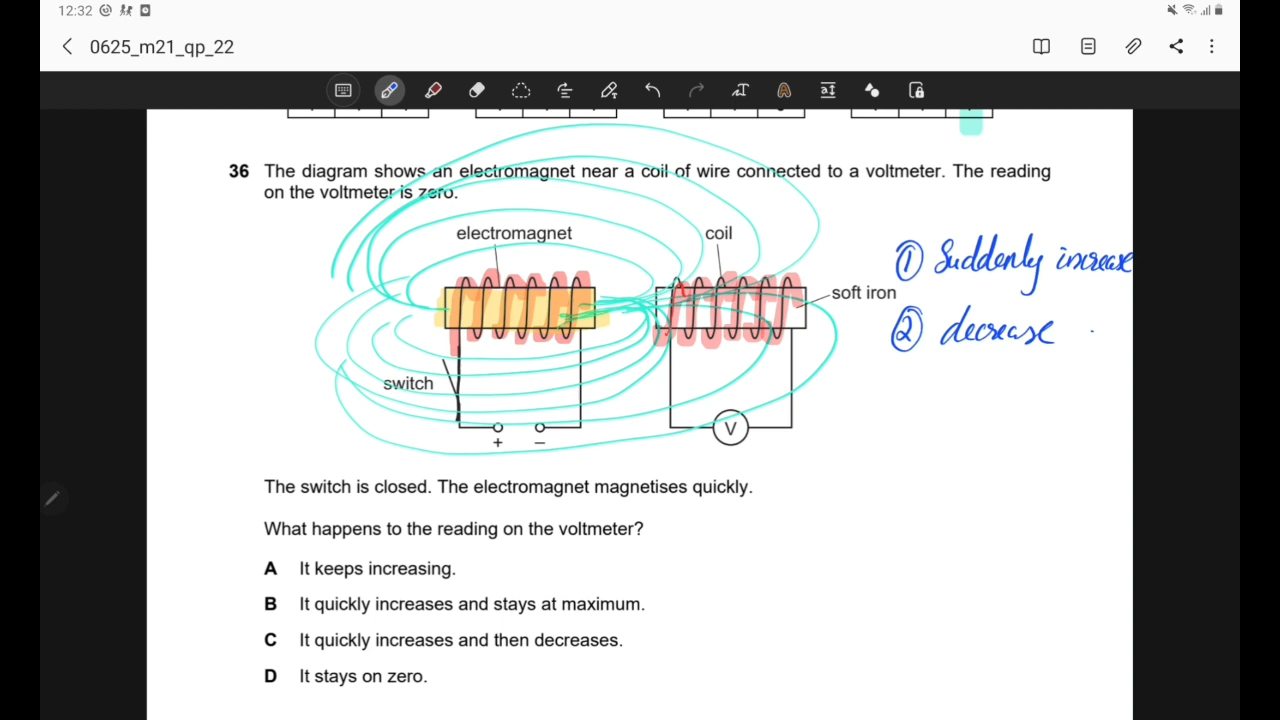 12:32
0625_m21_qp_22
36 The diagram shows an electromagnet near a coil of wire connected to a voltmeter. The reading
on the voltmeter is zero.
electromagnet
coil
soft iron
① Suddenly increase
② decrease
switch
V
+ −
The switch is closed. The electromagnet magnetises quickly.
What happens to the reading on the voltmeter?
A It keeps increasing.
B It quickly increases and stays at maximum.
C It quickly increases and then decreases.
D It stays on zero.